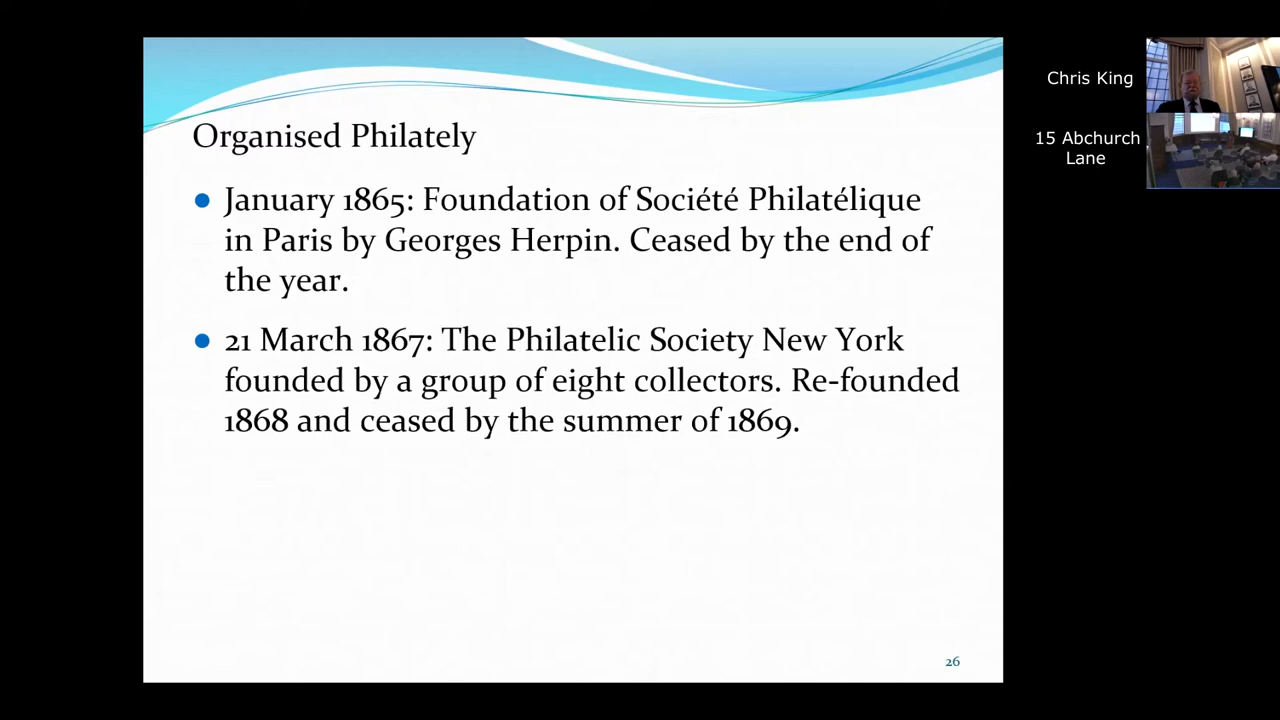 Organised Philately
January 1865: Foundation of Société Philatélique
in Paris by Georges Herpin. Ceased by the end of
the year.
21 March 1867: The Philatelic Society New York
founded by a group of eight collectors. Re-founded
1868 and ceased by the summer of 1869.
26
Chris King
15 Abchurch
Lane